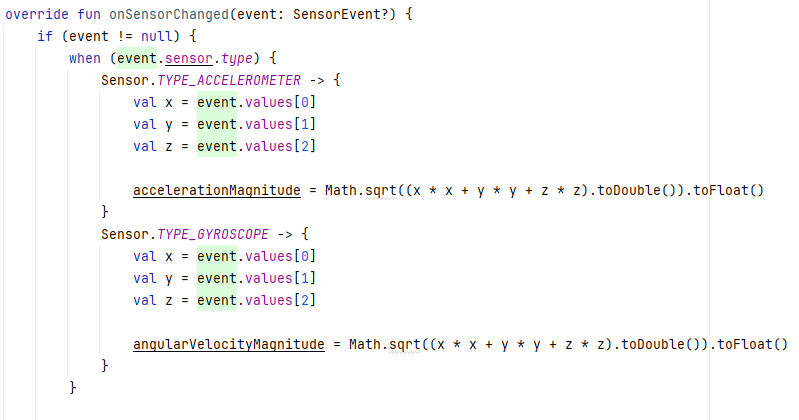 override fun onSensorChanged(event: SensorEvent?) {
    if (event != null) {
        when (event.sensor.type) {
            Sensor.TYPE_ACCELEROMETER -> {
                val x = event.values[0]
                val y = event.values[1]
                val z = event.values[2]

                accelerationMagnitude = Math.sqrt((x * x + y * y + z * z).toDouble()).toFloat()
            }
            Sensor.TYPE_GYROSCOPE -> {
                val x = event.values[0]
                val y = event.values[1]
                val z = event.values[2]

                angularVelocityMagnitude = Math.sqrt((x * x + y * y + z * z).toDouble()).toFloat()
            }
        }